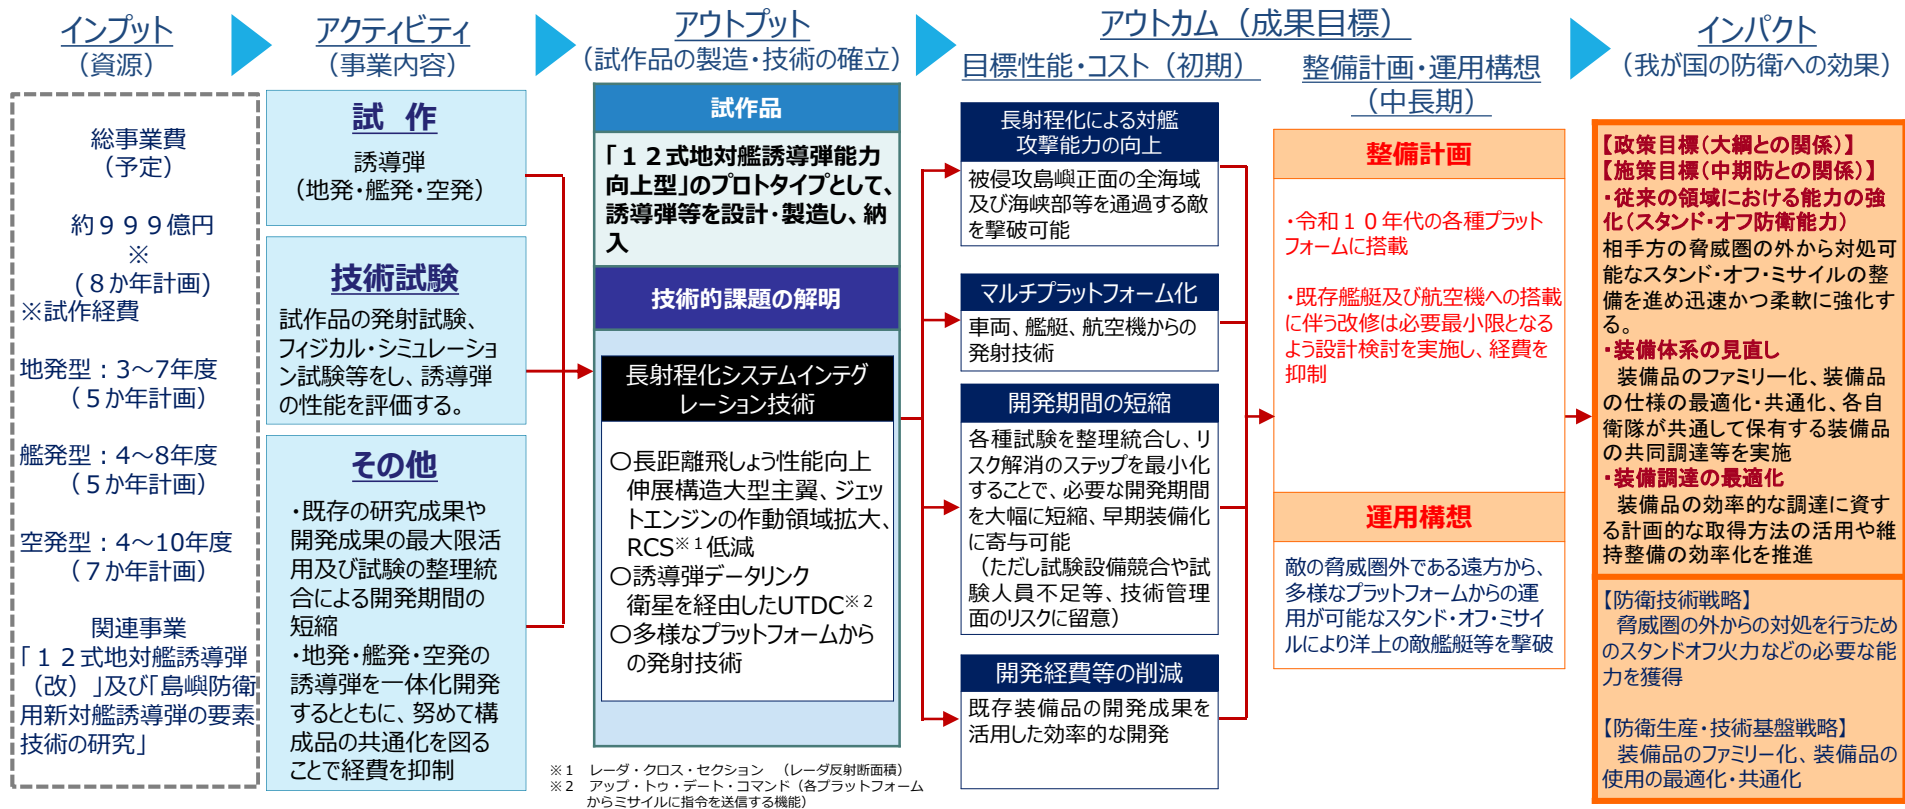 インプット
（資源）
総事業費
（予定）
約９９９億円
※
(８か年計画)
※試作経費
地発型：3～7年度
（５か年計画）
艦発型：4～8年度
（５か年計画）
空発型：4～10年度
（７か年計画）
関連事業
「１２式地対艦誘導弾
（改）」及び「島嶼防衛
用新対艦誘導弾の要素
技術の研究」
アクティビティ
（事業内容）
試　作
誘導弾
（地発・艦発・空発）
技術試験
試作品の発射試験、
フィジカル・シミュレーショ
ン試験等をし、誘導弾
の性能を評価する。
その他
・既存の研究成果や
開発成果の最大限活
用及び試験の整理統
合による開発期間の
短縮
・地発・艦発・空発の
誘導弾を一体化開発
するとともに、努めて構
成品の共通化を図る
ことで経費を抑制
アウトプット
（試作品の製造・技術の確立）
試作品
「１２式地対艦誘導弾能力
向上型」のプロトタイプとして、
誘導弾等を設計・製造し、納
入
技術的課題の解明
長射程化システムインテグ
レーション技術
〇長距離飛しょう性能向上
伸展構造大型主翼、ジェッ
トエンジンの作動領域拡大、
RCS※１低減
〇誘導弾データリンク
衛星を経由したUTDC※２
〇多様なプラットフォームから
の発射技術
※１　レーダ・クロス・セクション　（レーダ反射断面積）
※２　アップ・トゥ・デート・コマンド（各プラットフォーム
からミサイルに指令を送信する機能）
アウトカム（成果目標）
目標性能・コスト（初期）
長射程化による対艦
攻撃能力の向上
被侵攻島嶼正面の全海域
及び海峡部等を通過する敵
を撃破可能
マルチプラットフォーム化
車両、艦艇、航空機からの
発射技術
開発期間の短縮
各種試験を整理統合し、リ
スク解消のステップを最小化
することで、必要な開発期間
を大幅に短縮、早期装備化
に寄与可能
（ただし試験設備競合や試
験人員不足等、技術管理
面のリスクに留意）
開発経費等の削減
既存装備品の開発成果を
活用した効率的な開発
整備計画・運用構想
（中長期）
整備計画
・令和１０年代の各種プラット
フォームに搭載
・既存艦艇及び航空機への搭載
に伴う改修は必要最小限となる
よう設計検討を実施し、経費を
抑制
運用構想
敵の脅威圏外である遠方から、
多様なプラットフォームからの運
用が可能なスタンド・オフ・ミサイ
ルにより洋上の敵艦艇等を撃破
インパクト
（我が国の防衛への効果）
【政策目標（大綱との関係）】
【施策目標（中期防との関係）】
・従来の領域における能力の強
化（スタンド・オフ防衛能力）
相手方の脅威圏の外から対処可
能なスタンド・オフ・ミサイルの整
備を進め迅速かつ柔軟に強化す
る。
・装備体系の見直し
装備品のファミリー化、装備品
の仕様の最適化・共通化、各自
衛隊が共通して保有する装備品
の共同調達等を実施
・装備調達の最適化
装備品の効率的な調達に資す
る計画的な取得方法の活用や維
持整備の効率化を推進
【防衛技術戦略】
脅威圏の外からの対処を行うため
のスタンドオフ火力などの必要な能
力を獲得
【防衛生産・技術基盤戦略】
装備品のファミリー化、装備品の
使用の最適化・共通化